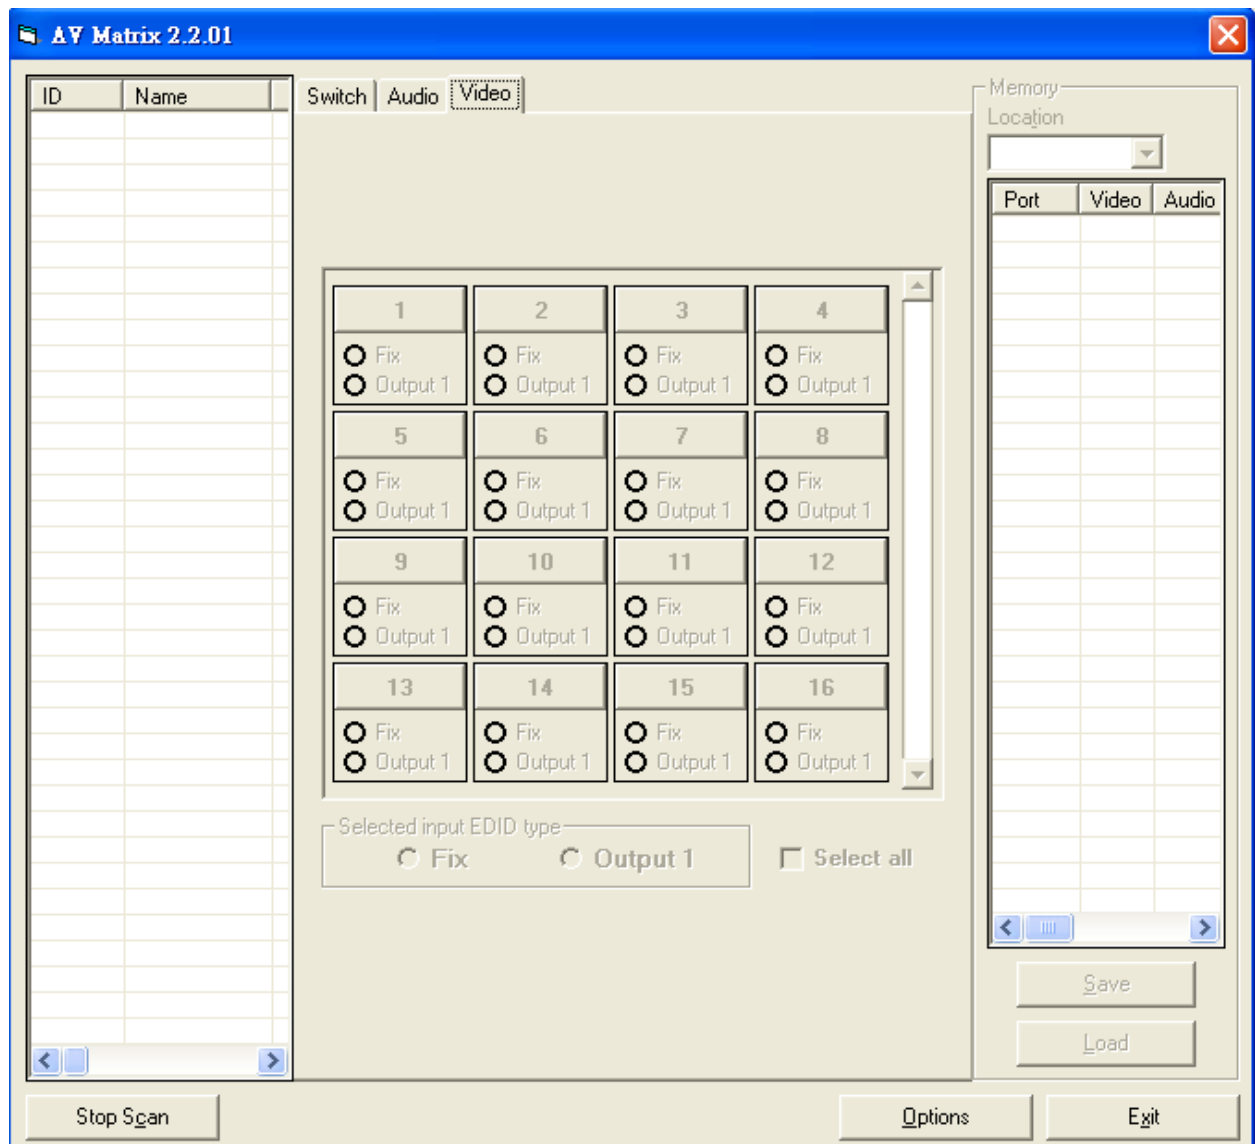 AV Matrix 2.2.01
ID Name
Switch Audio Video
Memory
Location
Port Video Audio
1 2 3 4
Fix Fix Fix Fix
Output 1 Output 1 Output 1 Output 1
5 6 7 8
Fix Fix Fix Fix
Output 1 Output 1 Output 1 Output 1
9 10 11 12
Fix Fix Fix Fix
Output 1 Output 1 Output 1 Output 1
13 14 15 16
Fix Fix Fix Fix
Output 1 Output 1 Output 1 Output 1
Selected input EDID type
Fix Output 1 Select all
Save
Load
Stop Scan Options Exit